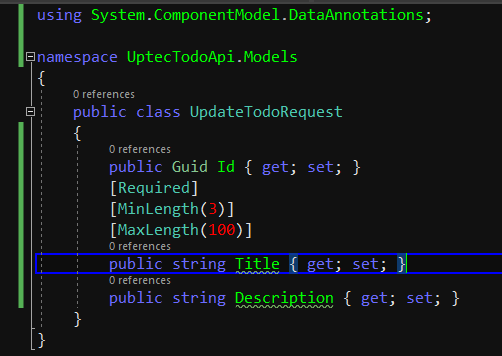 using System.ComponentModel.DataAnnotations;
namespace UptecTodoApi.Models
{
0 references
public class UpdateTodoRequest
{
0 references
public Guid Id { get; set; }
[Required]
[MinLength(3)]
[MaxLength(100)]
0 references
public string Title { get; set; }
0 references
public string Description { get; set; }
}
}